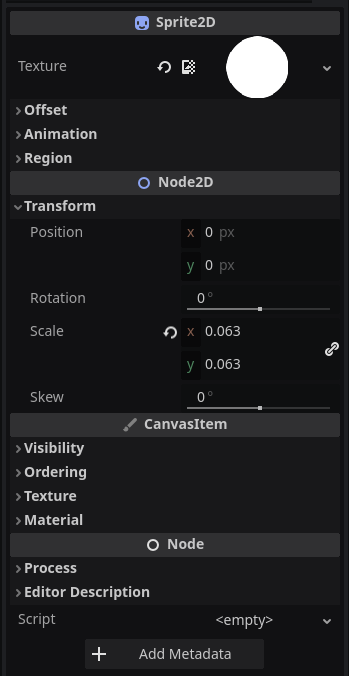 Sprite2D
Texture
Offset
Animation
Region
Node2D
Transform
Position x 0 px
y 0 px
Rotation 0 °
Scale x 0.063
y 0.063
Skew 0 °
CanvasItem
Visibility
Ordering
Texture
Material
Node
Process
Editor Description
Script <empty>
+ Add Metadata